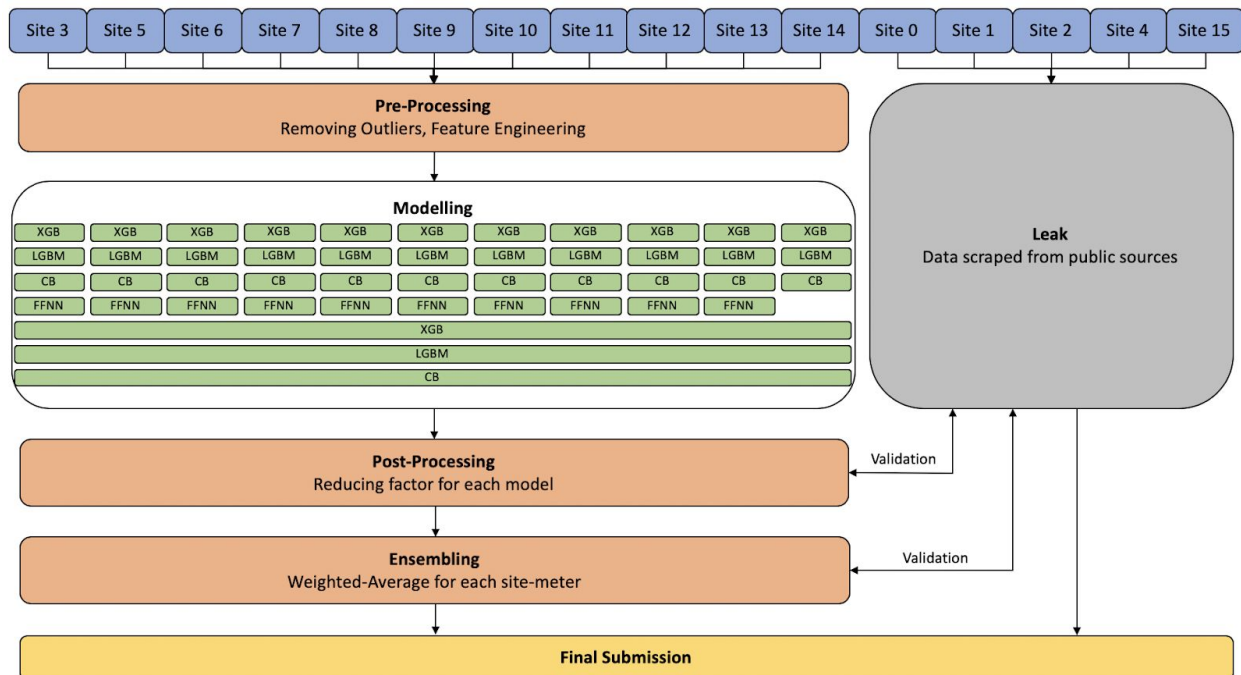 Site 3 Site 5 Site 6 Site 7 Site 8 Site 9 Site 10 Site 11 Site 12 Site 13 Site 14 Site 0 Site 1 Site 2 Site 4 Site 15
Pre-Processing
Removing Outliers, Feature Engineering
Modelling
XGB XGB XGB XGB XGB XGB XGB XGB XGB XGB XGB
LGBM LGBM LGBM LGBM LGBM LGBM LGBM LGBM LGBM LGBM LGBM
CB CB CB CB CB CB CB CB CB CB CB
FFNN FFNN FFNN FFNN FFNN FFNN FFNN FFNN FFNN FFNN
XGB
LGBM
CB
Leak
Data scraped from public sources
Post-Processing
Reducing factor for each model
Validation
Ensembling
Weighted-Average for each site-meter
Validation
Final Submission